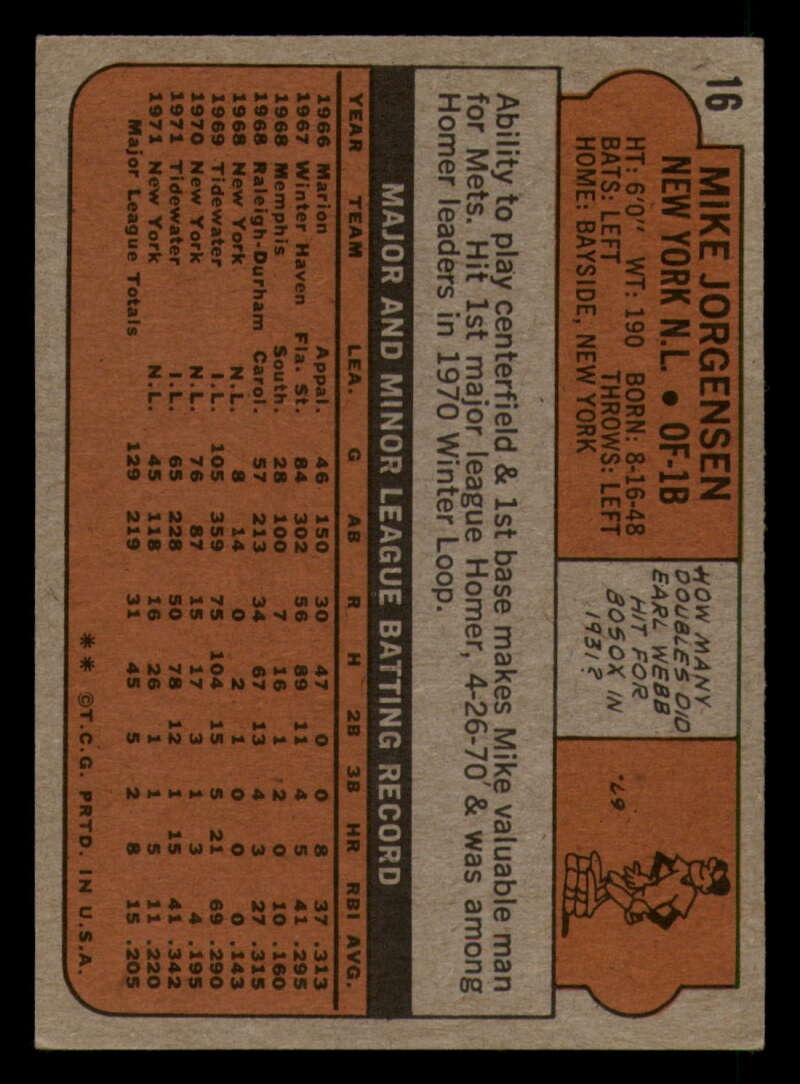 16
MIKE JORGENSEN
NEW YORK N.L. • OF-1B
HT: 6'0" WT: 190 BORN: 8-16-48
BATS: LEFT THROWS: LEFT
HOME: BAYSIDE, NEW YORK
HOW MANY
DOUBLES DID
EARL WEBB
HIT FOR
BOSOX IN
1931?
67.
Ability to play centerfield & 1st base makes Mike valuable man
for Mets. Hit 1st major league Homer, 4-26-70' & was among
Homer leaders in 1970 Winter Loop.
MAJOR AND MINOR LEAGUE BATTING RECORD
YEAR TEAM LEA. G AB R H 2B 3B HR RBI AVG.
1966 Marion Appal. 46 150 30 47 0 0 8 37 .313
1967 Winter Haven Fla. St. 84 302 56 89 11 4 5 41 .295
1968 Memphis South. 28 100 7 16 1 2 0 10 .160
1968 Raleigh-Durham Carol. 57 213 34 67 13 4 3 27 .315
1968 New York N.L. 8 14 0 2 1 0 0 0 .143
1969 Tidewater I.L. 105 359 75 104 15 5 21 69 .290
1970 New York N.L. 76 87 15 17 3 1 3 4 .195
1971 Tidewater I.L. 65 228 50 78 12 1 15 41 .342
1971 New York N.L. 45 118 16 26 1 1 5 11 .220
Major League Totals 129 219 31 45 5 2 8 15 .205
** ©T.C.G. PRTD. IN U.S.A.